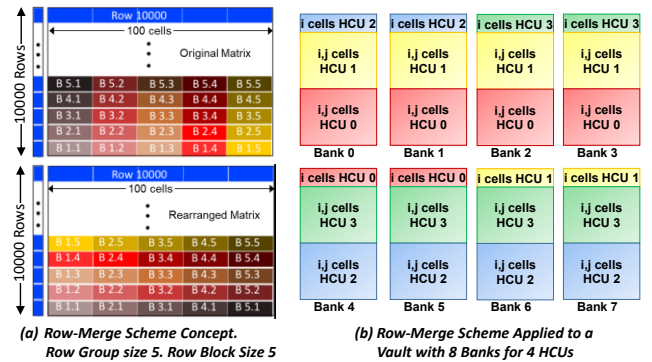 Row 10000
100 cells
Original Matrix
10000 Rows
B 5.1 B 5.2 B 5.3 B 5.4 B 5.5
B 4.1 B 4.2 B 4.3 B 4.4 B 4.5
B 3.1 B 3.2 B 3.3 B 3.4 B 3.5
B 2.1 B 2.2 B 2.3 B 2.4 B 2.5
B 1.1 B 1.2 B 1.3 B 1.4 B 1.5
Row 10000
100 cells
Rearranged Matrix
10000 Rows
B 1.5 B 2.5 B 3.5 B 4.5 B 5.5
B 1.4 B 2.4 B 3.4 B 4.4 B 5.4
B 1.3 B 2.3 B 3.3 B 4.3 B 5.3
B 1.2 B 2.2 B 3.2 B 4.2 B 5.2
B 1.1 B 2.1 B 3.1 B 4.1 B 5.1
(a) Row-Merge Scheme Concept.
Row Group size 5. Row Block Size 5
i cells HCU 2 i cells HCU 2 i cells HCU 3 i cells HCU 3
i,j cells i,j cells i,j cells i,j cells
HCU 1 HCU 1 HCU 1 HCU 1
i,j cells i,j cells i,j cells i,j cells
HCU 0 HCU 0 HCU 0 HCU 0
Bank 0 Bank 1 Bank 2 Bank 3
i cells HCU 0 i cells HCU 0 i cells HCU 1 i cells HCU 1
i,j cells i,j cells i,j cells i,j cells
HCU 3 HCU 3 HCU 3 HCU 3
i,j cells i,j cells i,j cells i,j cells
HCU 2 HCU 2 HCU 2 HCU 2
Bank 4 Bank 5 Bank 6 Bank 7
(b) Row-Merge Scheme Applied to a
Vault with 8 Banks for 4 HCUs